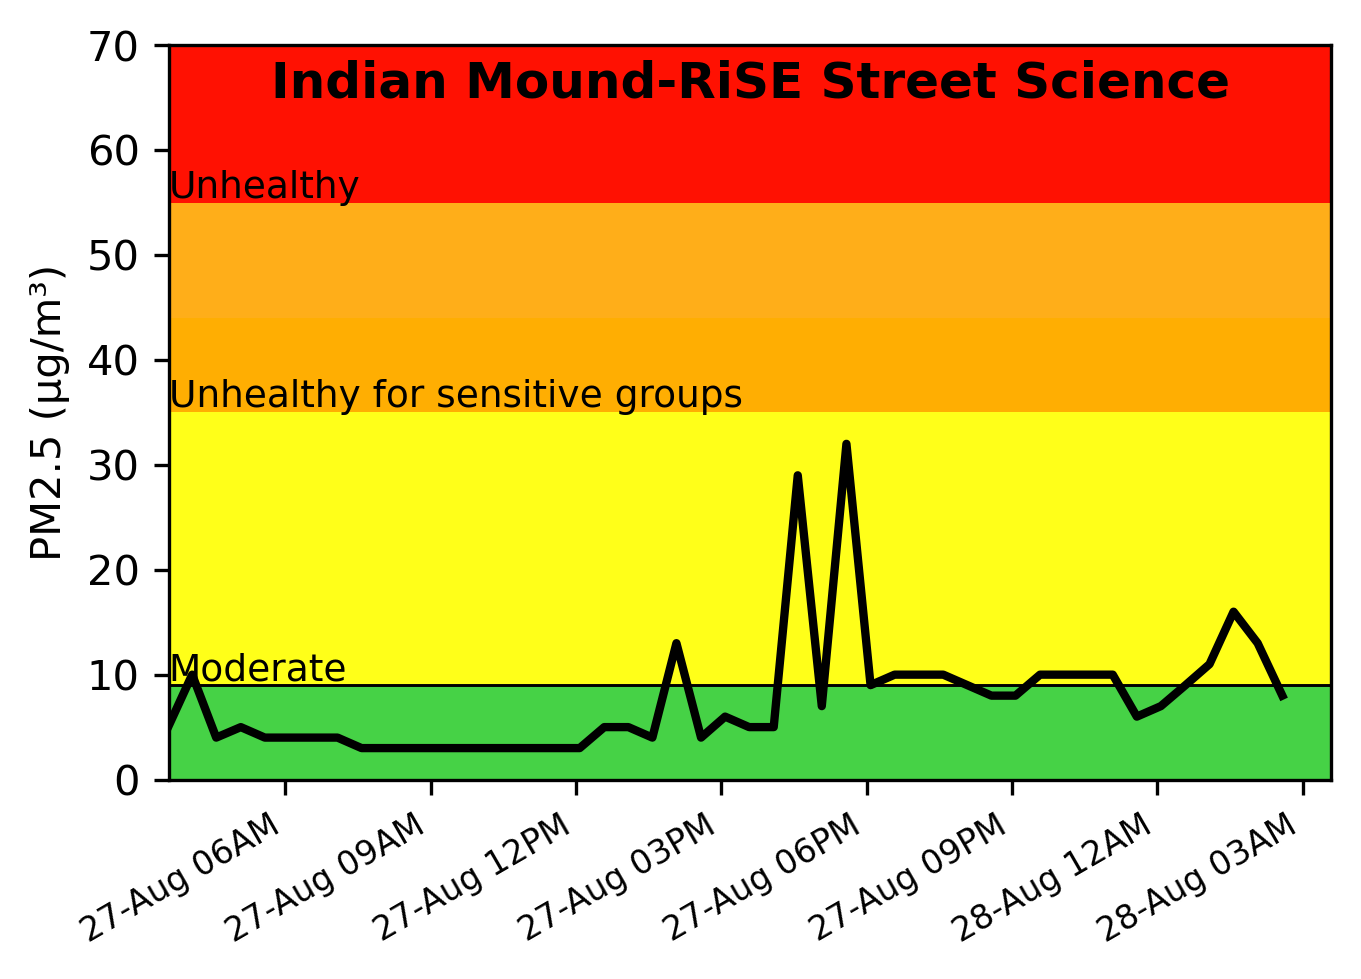 Indian Mound-RiSE Street Science
PM2.5 (µg/m³)
70
60
50
40
30
20
10
0
Unhealthy
Unhealthy for sensitive groups
Moderate
27-Aug 06AM
27-Aug 09AM
27-Aug 12PM
27-Aug 03PM
27-Aug 06PM
27-Aug 09PM
28-Aug 12AM
28-Aug 03AM